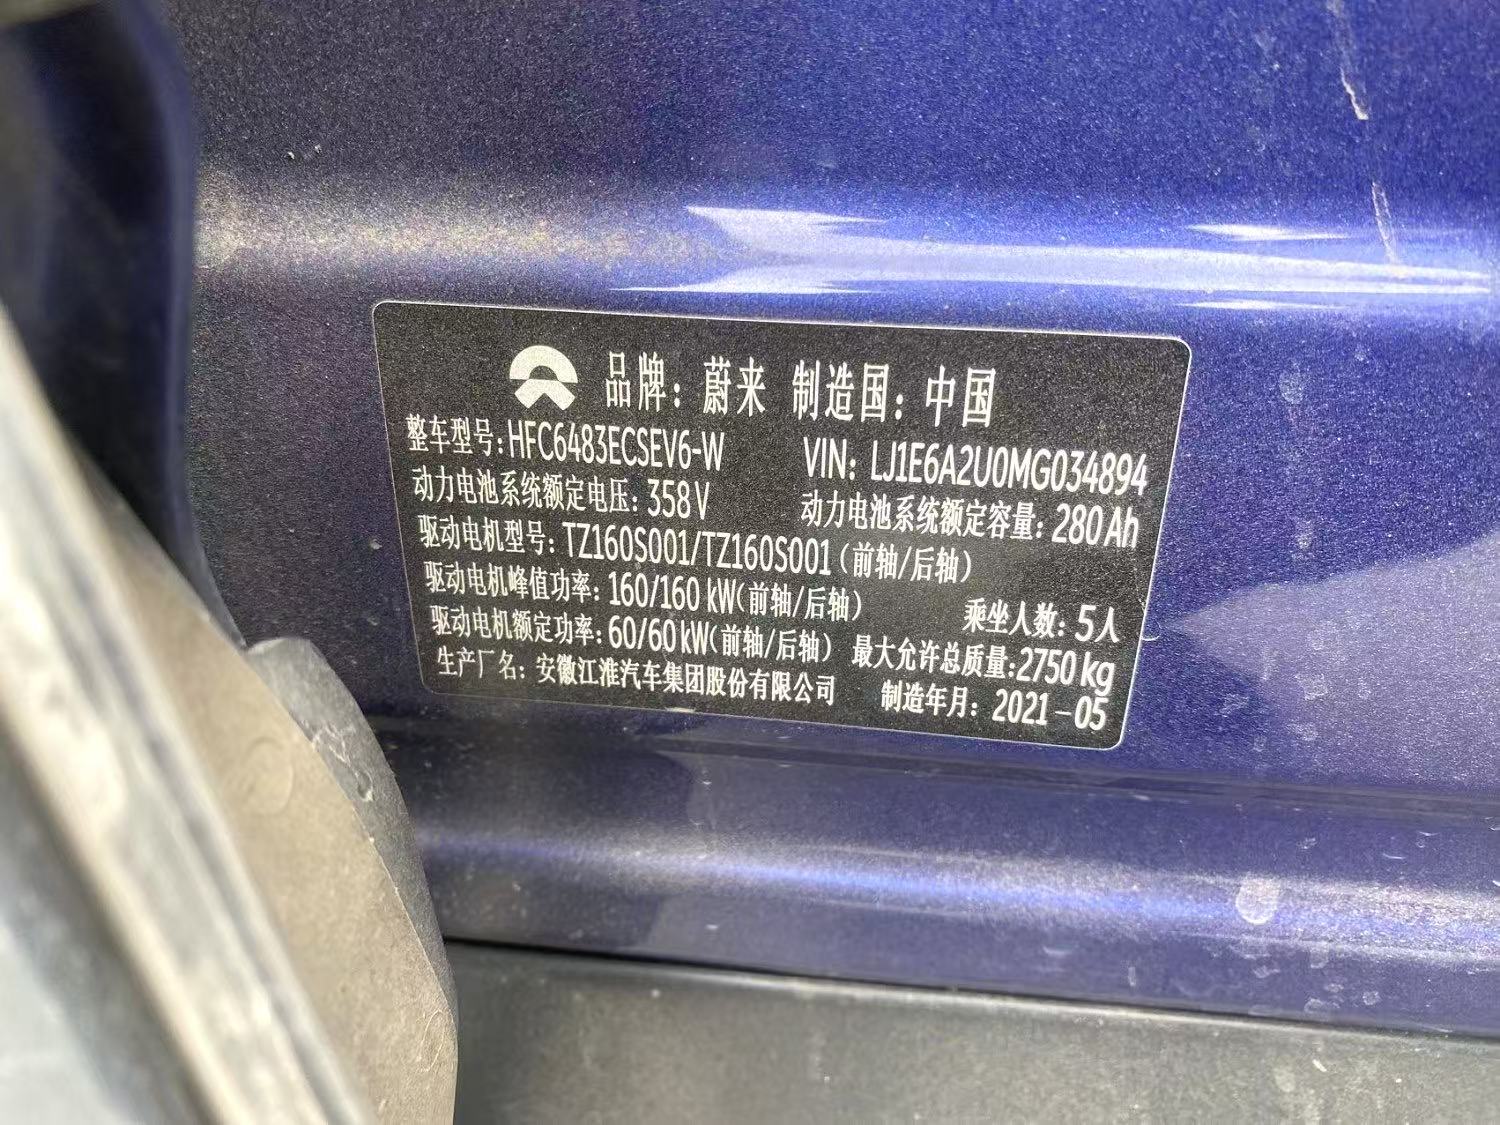 品牌：蔚来 制造国：中国
整车型号：HFC6483ECSEV6-W VIN：LJ1E6A2U0MG034894
动力电池系统额定电压：358V 动力电池系统额定容量：280Ah
驱动电机型号：TZ160S001/TZ160S001（前轴/后轴）
驱动电机峰值功率：160/160 kW（前轴/后轴） 乘坐人数：5人
驱动电机额定功率：60/60 kW（前轴/后轴） 最大允许总质量：2750kg
生产厂名：安徽江淮汽车集团股份有限公司 制造年月：2021-05